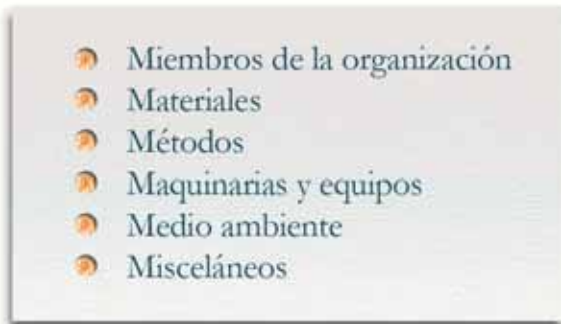 Miembros de la organización
Materiales
Métodos
Maquinarias y equipos
Medio ambiente
Misceláneos